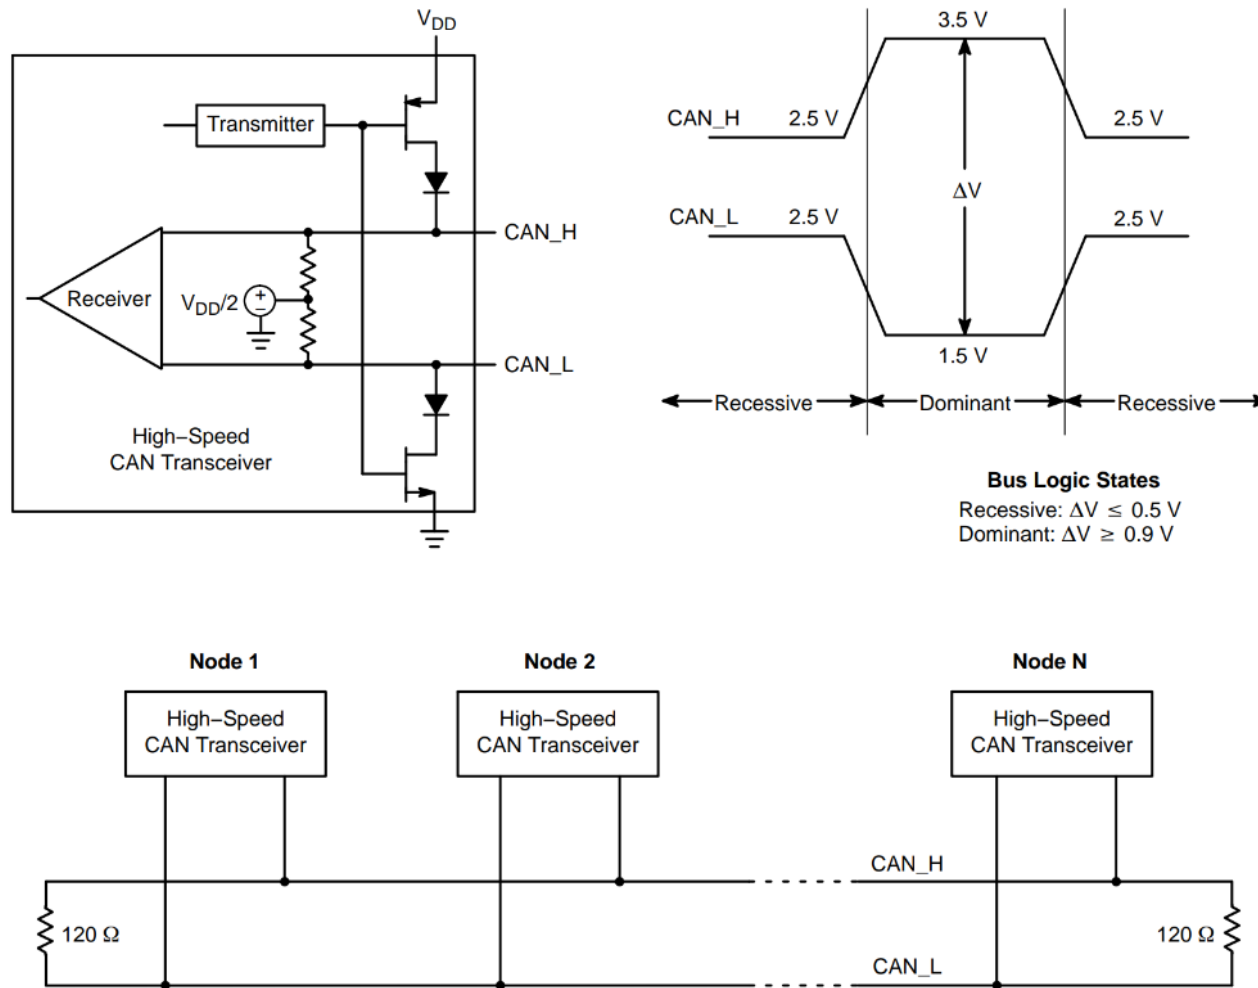 V_DD
Transmitter
CAN_H
Receiver
V_DD/2
+
−
CAN_L
High−Speed
CAN Transceiver
3.5 V
CAN_H
2.5 V
2.5 V
ΔV
CAN_L
2.5 V
2.5 V
1.5 V
Recessive
Dominant
Recessive
Bus Logic States
Recessive: ΔV ≤ 0.5 V
Dominant: ΔV ≥ 0.9 V
Node 1
Node 2
Node N
High−Speed
CAN Transceiver
High−Speed
CAN Transceiver
High−Speed
CAN Transceiver
CAN_H
120 Ω
120 Ω
CAN_L